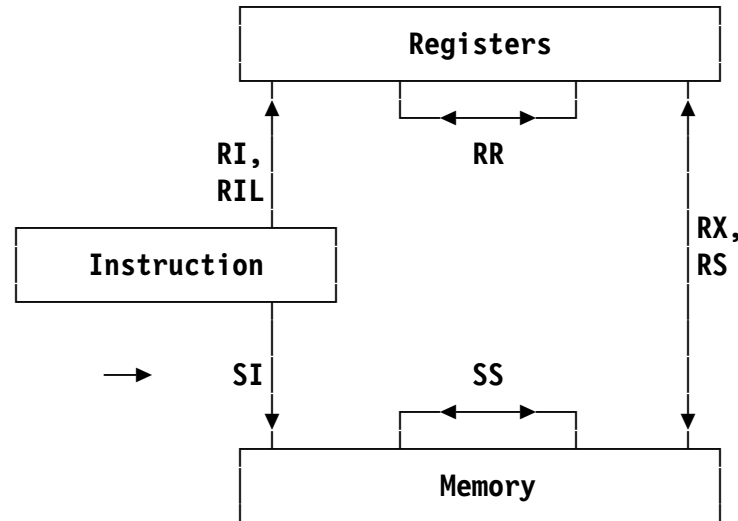 Registers
RI,
RIL
RR
RX,
RS
Instruction
SI
SS
Memory